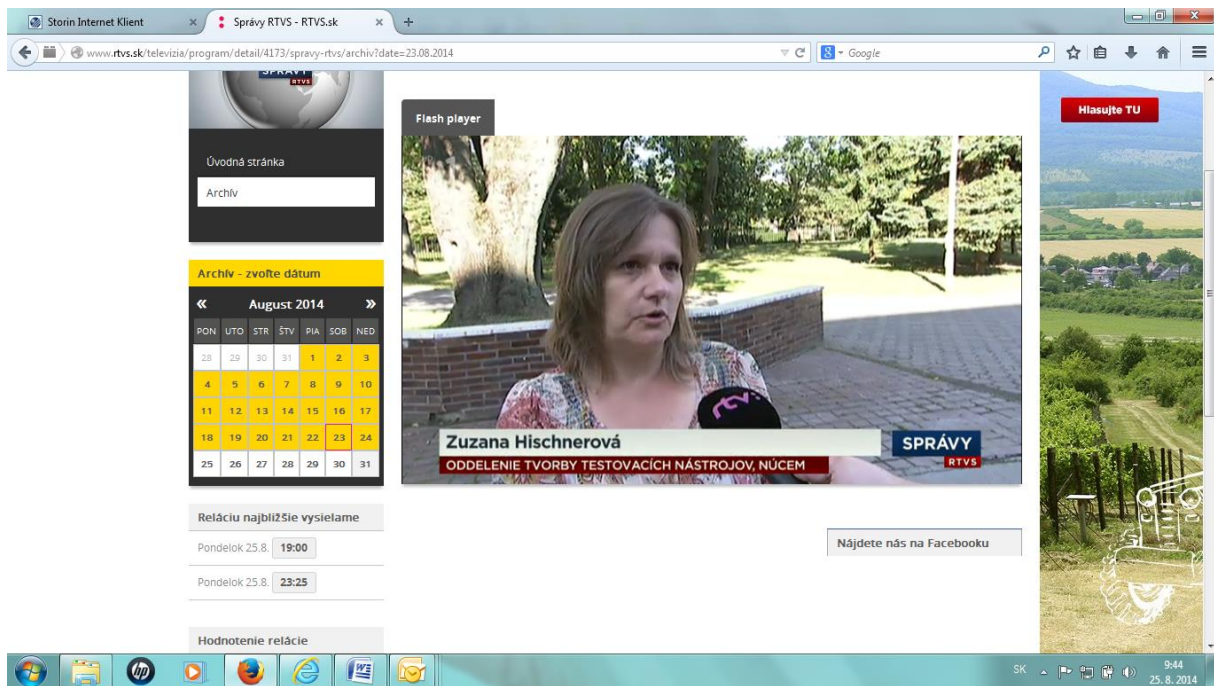 Storin Internet Klient
Správy RTVS - RTVS.sk
www.rtvs.sk/televizia/program/detail/4173/spravy-rtvs/archiv?date=23.08.2014
Google
SPRÁVY
RTVS
Úvodná stránka
Archív
Archív - zvoľte dátum
« August 2014 »
PON UTO STR ŠTV PIA SOB NED
28 29 30 31 1 2 3
4 5 6 7 8 9 10
11 12 13 14 15 16 17
18 19 20 21 22 23 24
25 26 27 28 29 30 31
Reláciu najbližšie vysielame
Pondelok 25.8. 19:00
Pondelok 25.8. 23:25
Hodnotenie relácie
Flash player
rtv:
Zuzana Hischnerová
ODDELENIE TVORBY TESTOVACÍCH NÁSTROJOV, NÚCEM
SPRÁVY
RTVS
Nájdete nás na Facebooku
Hlasujte TU
hp
SK
9:44
25. 8. 2014